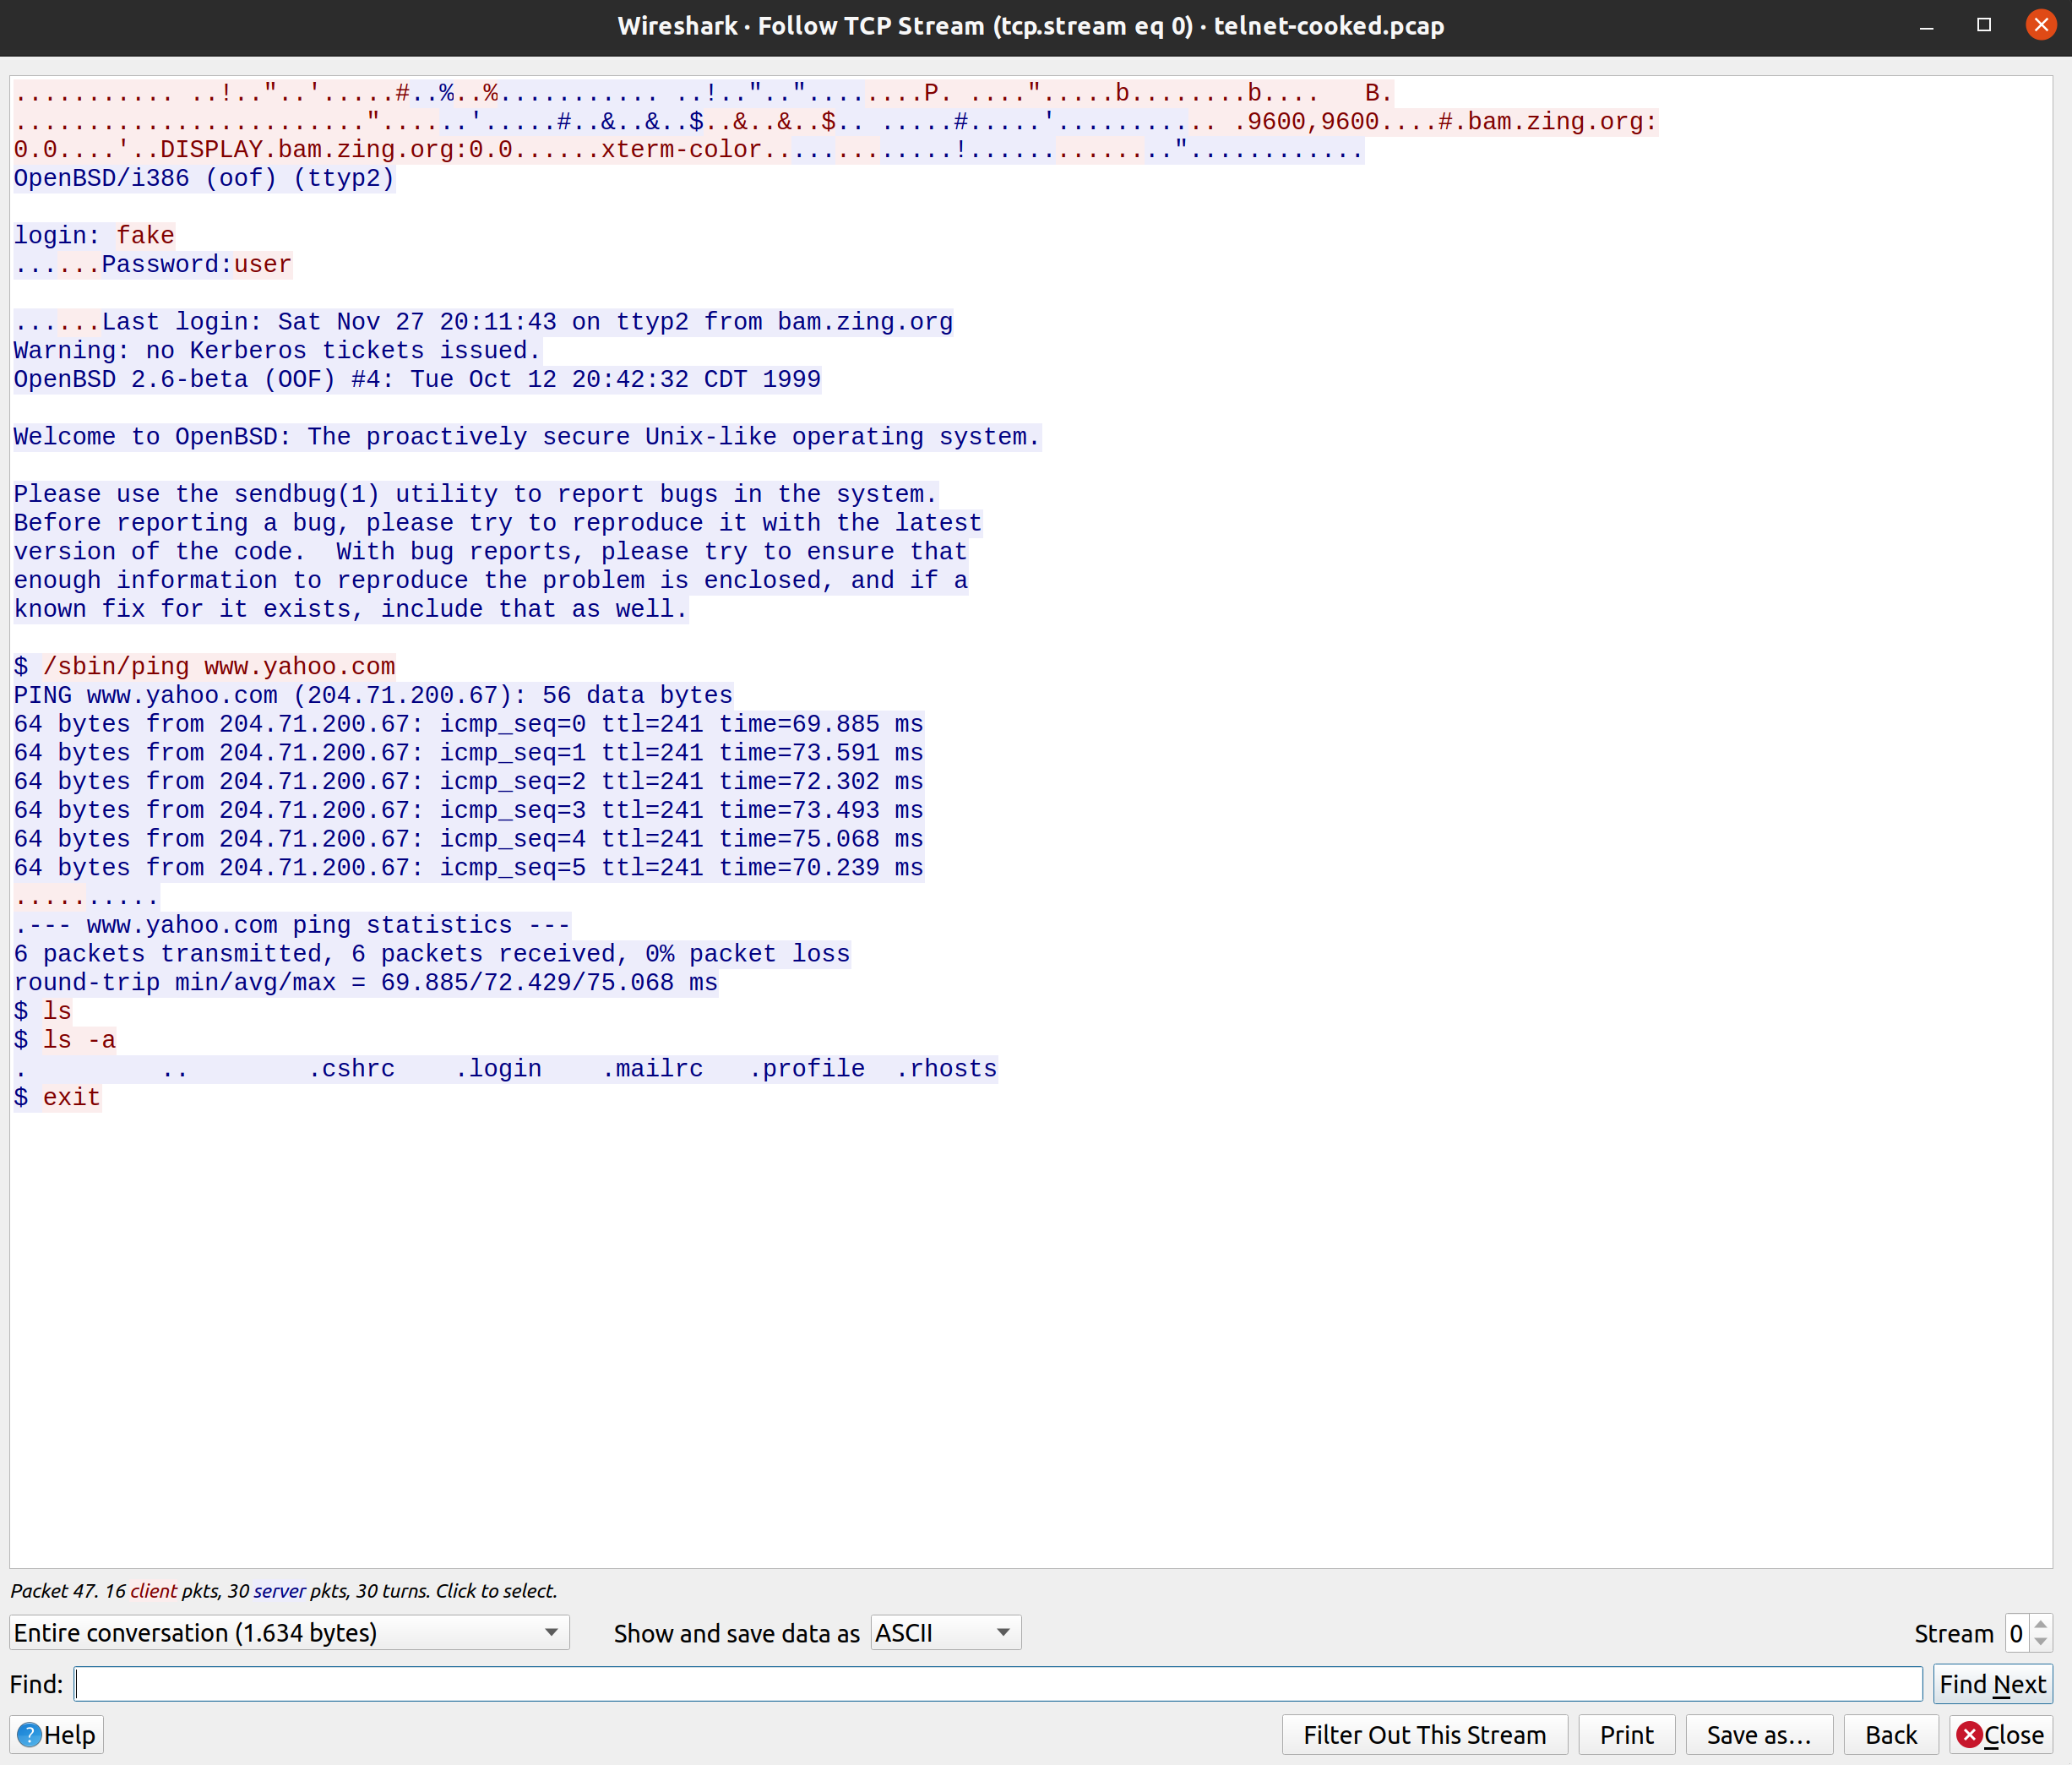 Wireshark · Follow TCP Stream (tcp.stream eq 0) · telnet-cooked.pcap
........... ..!.."..'.....#..%..%........... ..!..".."........P. ....".....b........b.... B.
........................"......'.....#..&..&..$..&..&..$.. .....#.....'........... .9600,9600....#.bam.zing.org:
0.0....'..DISPLAY.bam.zing.org:0.0......xterm-color.............!.............."............
OpenBSD/i386 (oof) (ttyp2)
login: fake
......Password:user
......Last login: Sat Nov 27 20:11:43 on ttyp2 from bam.zing.org
Warning: no Kerberos tickets issued.
OpenBSD 2.6-beta (OOF) #4: Tue Oct 12 20:42:32 CDT 1999
Welcome to OpenBSD: The proactively secure Unix-like operating system.
Please use the sendbug(1) utility to report bugs in the system.
Before reporting a bug, please try to reproduce it with the latest
version of the code.  With bug reports, please try to ensure that
enough information to reproduce the problem is enclosed, and if a
known fix for it exists, include that as well.
$ /sbin/ping www.yahoo.com
PING www.yahoo.com (204.71.200.67): 56 data bytes
64 bytes from 204.71.200.67: icmp_seq=0 ttl=241 time=69.885 ms
64 bytes from 204.71.200.67: icmp_seq=1 ttl=241 time=73.591 ms
64 bytes from 204.71.200.67: icmp_seq=2 ttl=241 time=72.302 ms
64 bytes from 204.71.200.67: icmp_seq=3 ttl=241 time=73.493 ms
64 bytes from 204.71.200.67: icmp_seq=4 ttl=241 time=75.068 ms
64 bytes from 204.71.200.67: icmp_seq=5 ttl=241 time=70.239 ms
..........
.--- www.yahoo.com ping statistics ---
6 packets transmitted, 6 packets received, 0% packet loss
round-trip min/avg/max = 69.885/72.429/75.068 ms
$ ls
$ ls -a
.         ..        .cshrc    .login    .mailrc   .profile  .rhosts
$ exit
Packet 47. 16 client pkts, 30 server pkts, 30 turns. Click to select.
Entire conversation (1.634 bytes) Show and save data as ASCII Stream 0
Find: Find Next
Help Filter Out This Stream Print Save as… Back Close